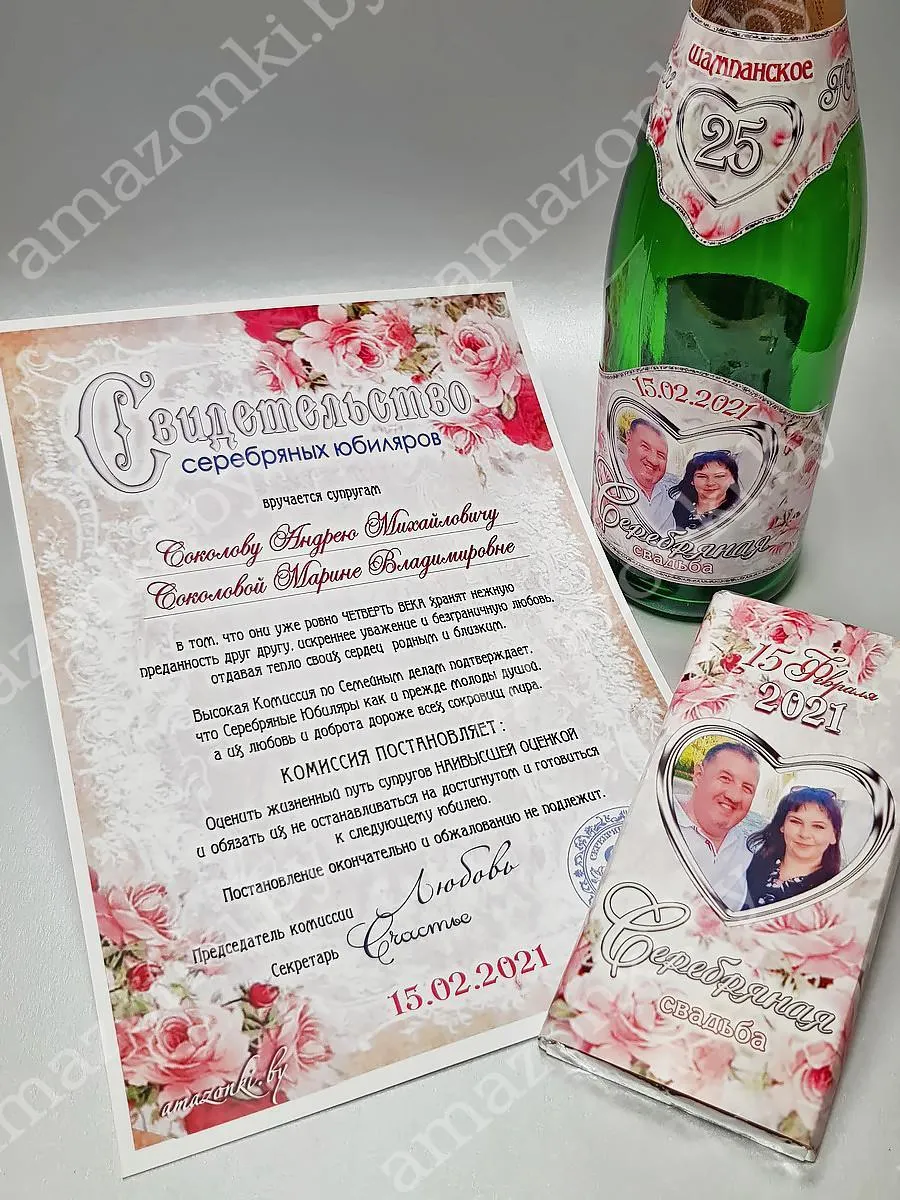 amazonki.by
Шампанское
25
15.02.2021
Серебряная
свадьба
Свидетельство
серебряных юбиляров
вручается супругам
Соколову Андрею Михайловичу
Соколовой Марине Владимировне
в том, что они уже ровно ЧЕТВЕРТЬ ВЕКА хранят нежную
преданность друг другу, искреннее уважение и безграничную любовь,
отдавая тепло своих сердец родным и близким.
Высокая Комиссия по Семейным делам подтверждает,
что Серебряные Юбиляры как и прежде молоды душой,
а их любовь и доброта дороже всех сокровищ мира.
КОМИССИЯ ПОСТАНОВЛЯЕТ:
Оценить жизненный путь супругов НАИВЫСШЕЙ ОЦЕНКОЙ
и обязать их не останавливаться на достигнутом и готовиться
к следующему юбилею.
Постановление окончательно и обжалованию не подлежит.
Председатель комиссии Любовь
Секретарь Счастье
15.02.2021
amazonki.by
15 Февраля
2021
Серебряная
свадьба